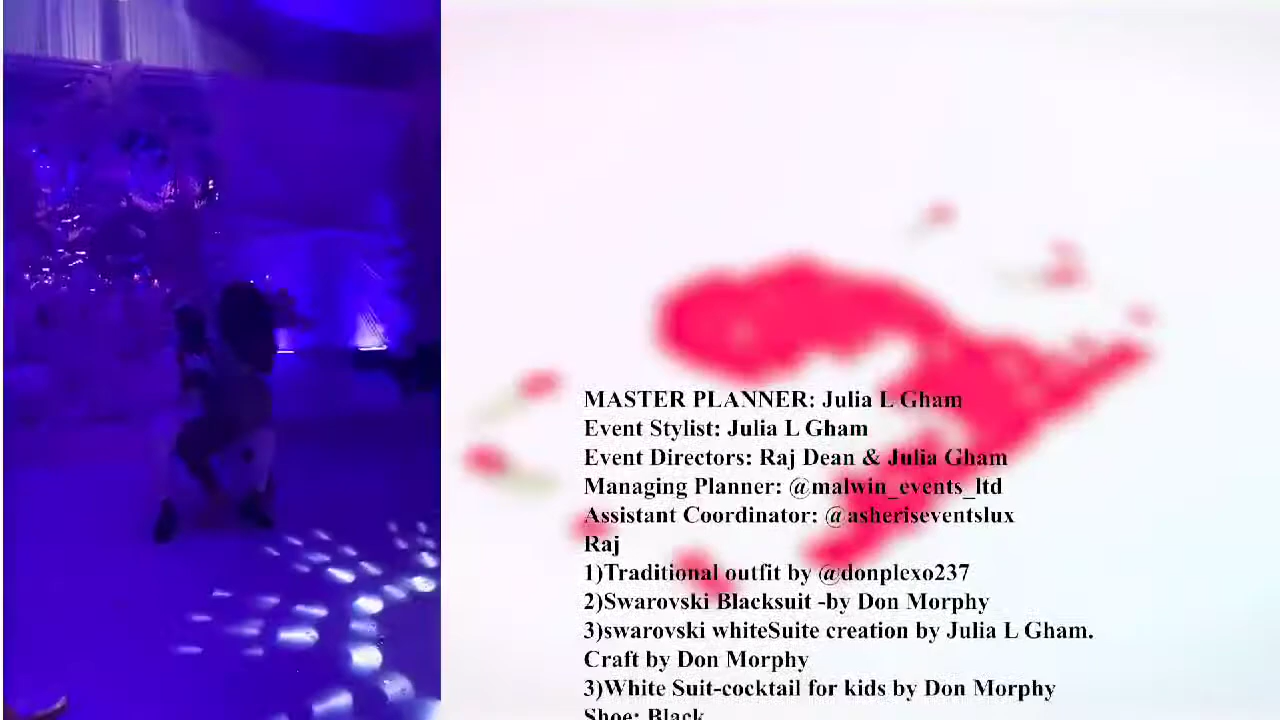 MASTER PLANNER: Julia L Gham
Event Stylist: Julia L Gham
Event Directors: Raj Dean & Julia Gham
Managing Planner: @malwin_events_ltd
Assistant Coordinator: @asheriseventslux
Raj
1)Traditional outfit by @donplexo237
2)Swarovski Blacksuit -by Don Morphy
3)swarovski whiteSuite creation by Julia L Gham.
Craft by Don Morphy
3)White Suit-cocktail for kids by Don Morphy
Shoe: Black